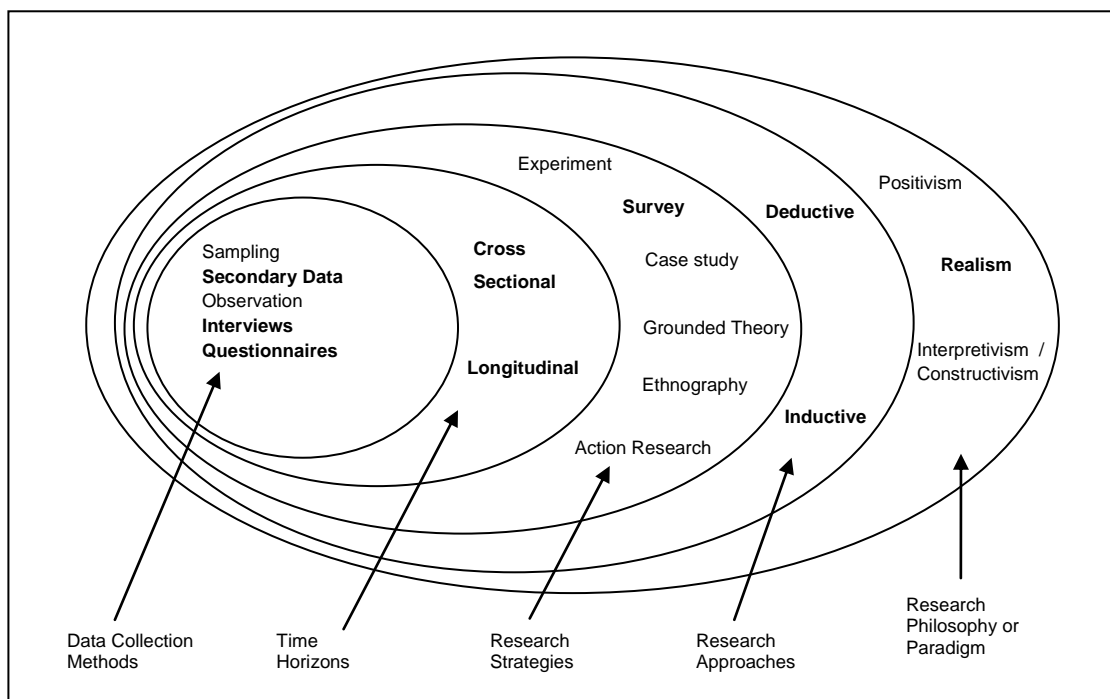 Experiment
Positivism
Survey
Deductive
Sampling
Secondary Data
Observation
Interviews
Questionnaires
Cross
Sectional
Case study
Realism
Grounded Theory
Interpretivism /
Constructivism
Longitudinal
Ethnography
Inductive
Action Research
Data Collection
Methods
Time
Horizons
Research
Strategies
Research
Approaches
Research
Philosophy or
Paradigm